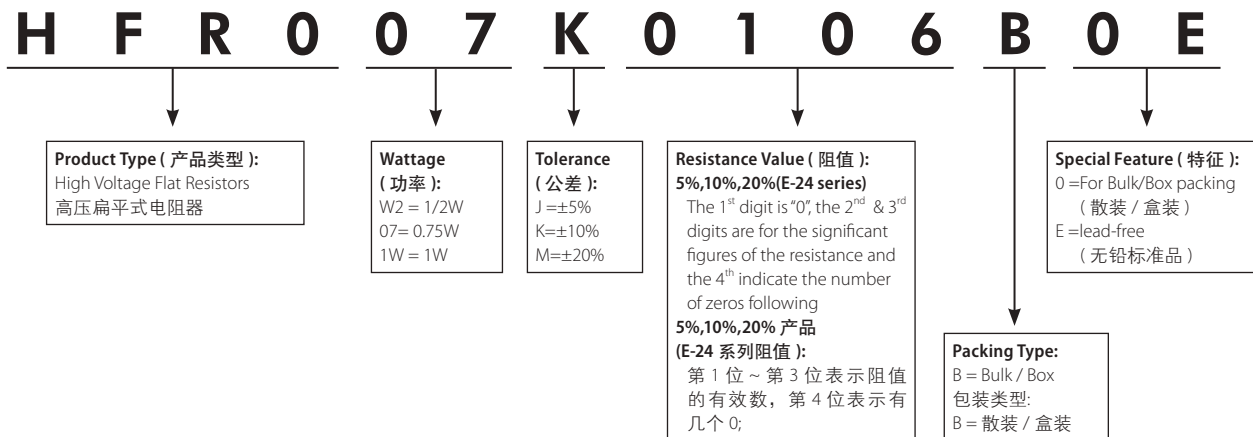 H F R 0 0 7 K 0 1 0 6 B 0 E
Product Type ( 产品类型 ):
High Voltage Flat Resistors
高压扁平式电阻器
Wattage
( 功率 ):
W2 = 1/2W
07= 0.75W
1W = 1W
Tolerance
( 公差 ):
J =±5%
K=±10%
M=±20%
Resistance Value ( 阻值 ):
5%,10%,20%(E-24 series)
The 1st digit is "0", the 2nd & 3rd
digits are for the significant
figures of the resistance and
the 4th indicate the number
of zeros following
5%,10%,20% 产品
(E-24 系列阻值 ):
第 1 位 ~ 第 3 位表示阻值
的有效数，第 4 位表示有
几个 0;
Packing Type:
B = Bulk / Box
包装类型:
B = 散装 / 盒装
Special Feature ( 特征 ):
0 =For Bulk/Box packing
( 散装 / 盒装 )
E =lead-free
( 无铅标准品 )